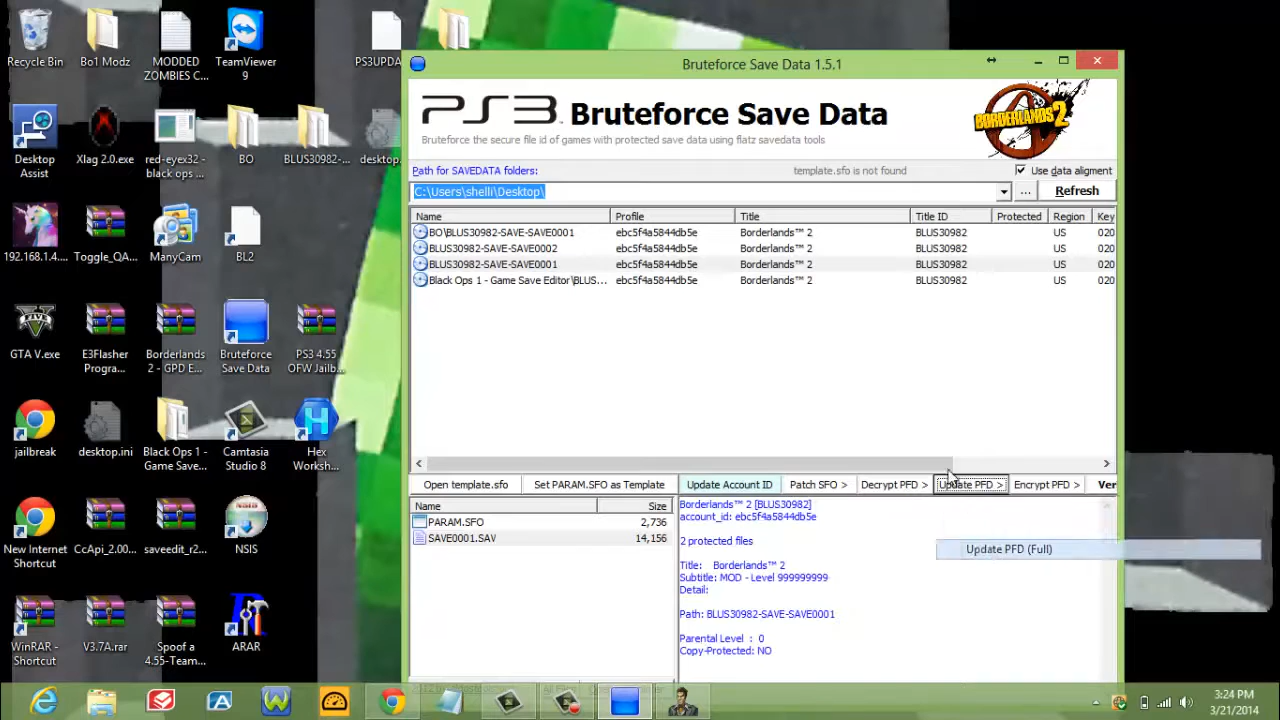 Recycle Bin
Bo1 Modz
MODDED
ZOMBIES C...
TeamViewer
9
PS3UPDA
Desktop
Assist
Xlag 2.0.exe
red-eyex32 -
black ops ...
BO
BLUS30982-...
desktop.
192.168.1.4...
Toggle_QA...
ManyCam
BL2
GTA V.exe
E3Flasher
Progra...
Borderlands
2 - GPD E...
Bruteforce
Save Data
PS3 4.55
OFW Jailb...
jailbreak
desktop.ini
Black Ops 1 -
Game Save...
Camtasia
Studio 8
Hex
Worksh...
New Internet
Shortcut
CcApi_2.00...
saveedit_r2...
NSIS
WinRAR -
Shortcut
V3.7A.rar
Spoof a
4.55-Team...
ARAR
Bruteforce Save Data 1.5.1
PS3 Bruteforce Save Data
Bruteforce the secure file id of games with protected save data using flatz savedata tools
BORDERLANDS 2
Path for SAVEDATA folders:
template.sfo is not found
Use data aligment
C:\Users\shelli\Desktop\
...
Refresh
Name Profile Title Title ID Protected Region Key
BO\BLUS30982-SAVE-SAVE0001 ebc5f4a5844db5e Borderlands™ 2 BLUS30982 US 020
BLUS30982-SAVE-SAVE0002 ebc5f4a5844db5e Borderlands™ 2 BLUS30982 US 020
BLUS30982-SAVE-SAVE0001 ebc5f4a5844db5e Borderlands™ 2 BLUS30982 US 020
Black Ops 1 - Game Save Editor\BLUS... ebc5f4a5844db5e Borderlands™ 2 BLUS30982 US 020
Open template.sfo Set PARAM.SFO as Template Update Account ID Patch SFO > Decrypt PFD > Update PFD > Encrypt PFD > Ver
Name Size
PARAM.SFO 2,736
SAVE0001.SAV 14,156
Borderlands™ 2 [BLUS30982]
account_id: ebc5f4a5844db5e
2 protected files
Title: Borderlands™ 2
Subtitle: MOD - Level 999999999
Detail:
Path: BLUS30982-SAVE-SAVE0001
Parental Level : 0
Copy-Protected: NO
Update PFD (Full)
3:24 PM
3/21/2014